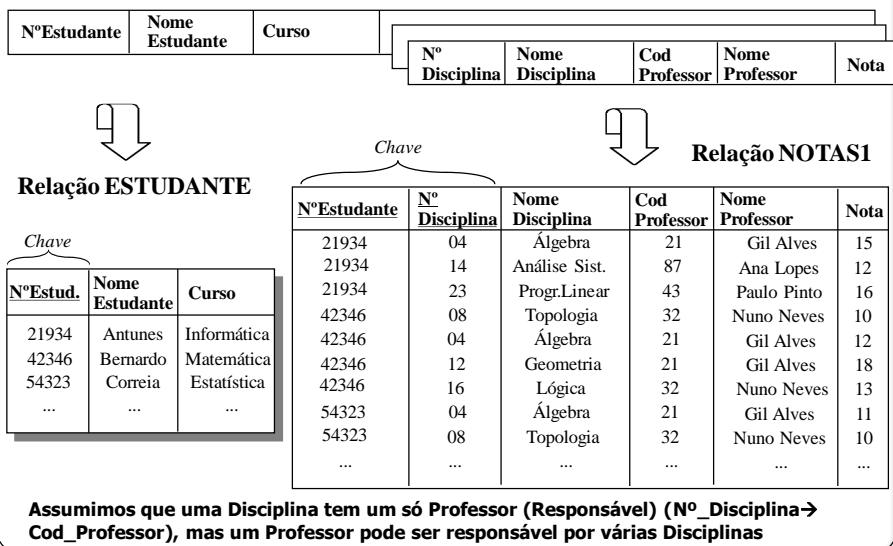 NºEstudante Nome Estudante Curso
Nº Disciplina Nome Disciplina Cod Professor Nome Professor Nota
Relação ESTUDANTE
Chave
NºEstud. Nome Estudante Curso
21934 Antunes Informática
42346 Bernardo Matemática
54323 Correia Estatística
... ... ...
Relação NOTAS1
Chave
NºEstudante Nº Disciplina Nome Disciplina Cod Professor Nome Professor Nota
21934 04 Álgebra 21 Gil Alves 15
21934 14 Análise Sist. 87 Ana Lopes 12
21934 23 Progr.Linear 43 Paulo Pinto 16
42346 08 Topologia 32 Nuno Neves 10
42346 04 Álgebra 21 Gil Alves 12
42346 12 Geometria 21 Gil Alves 18
42346 16 Lógica 32 Nuno Neves 13
54323 04 Álgebra 21 Gil Alves 11
54323 08 Topologia 32 Nuno Neves 10
... ... ... ... ... ...
Assumimos que uma Disciplina tem um só Professor (Responsável) (Nº_Disciplina→
Cod_Professor), mas um Professor pode ser responsável por várias Disciplinas